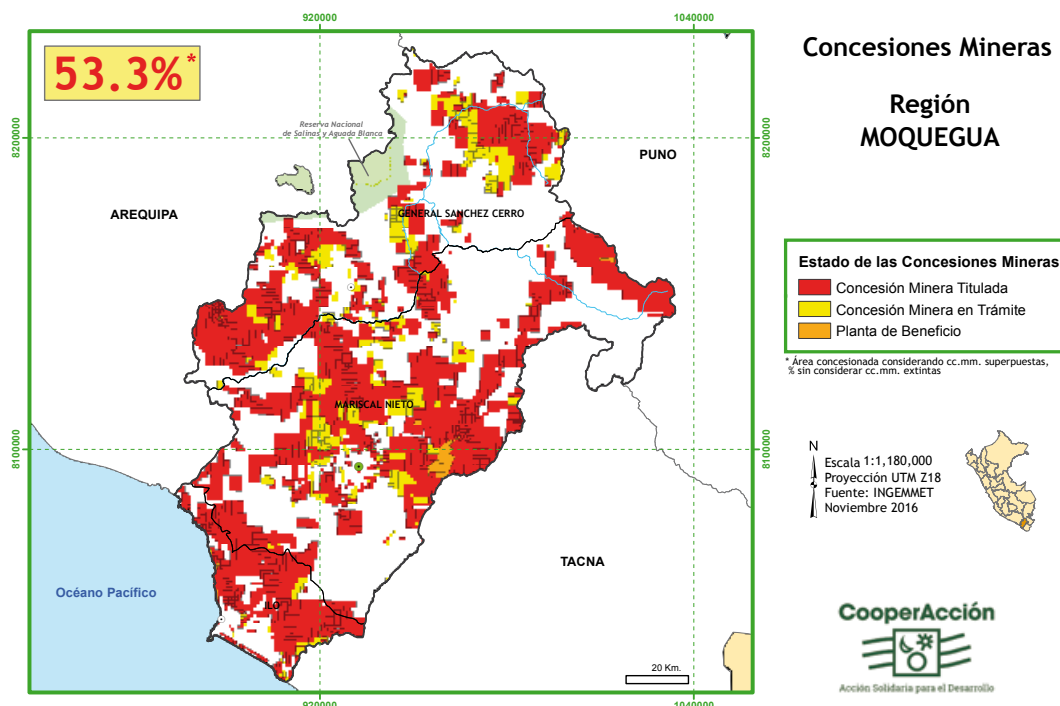 920000
1040000
53.3%*
Concesiones Mineras
Región
MOQUEGUA
Reserva Nacional
de Salinas y Aguada Blanca
8200000
8200000
PUNO
AREQUIPA
GENERAL SANCHEZ CERRO
Estado de las Concesiones Mineras
Concesión Minera Titulada
Concesión Minera en Trámite
Planta de Beneficio
* Área concesionada considerando cc.mm. superpuestas,
% sin considerar cc.mm. extintas
MARISCAL NIETO
8100000
8100000
N
Escala 1:1,180,000
Proyección UTM Z18
Fuente: INGEMMET
Noviembre 2016
TACNA
Océano Pacífico
ILO
CooperAcción
Acción Solidaria para el Desarrollo
20 Km.
920000
1040000